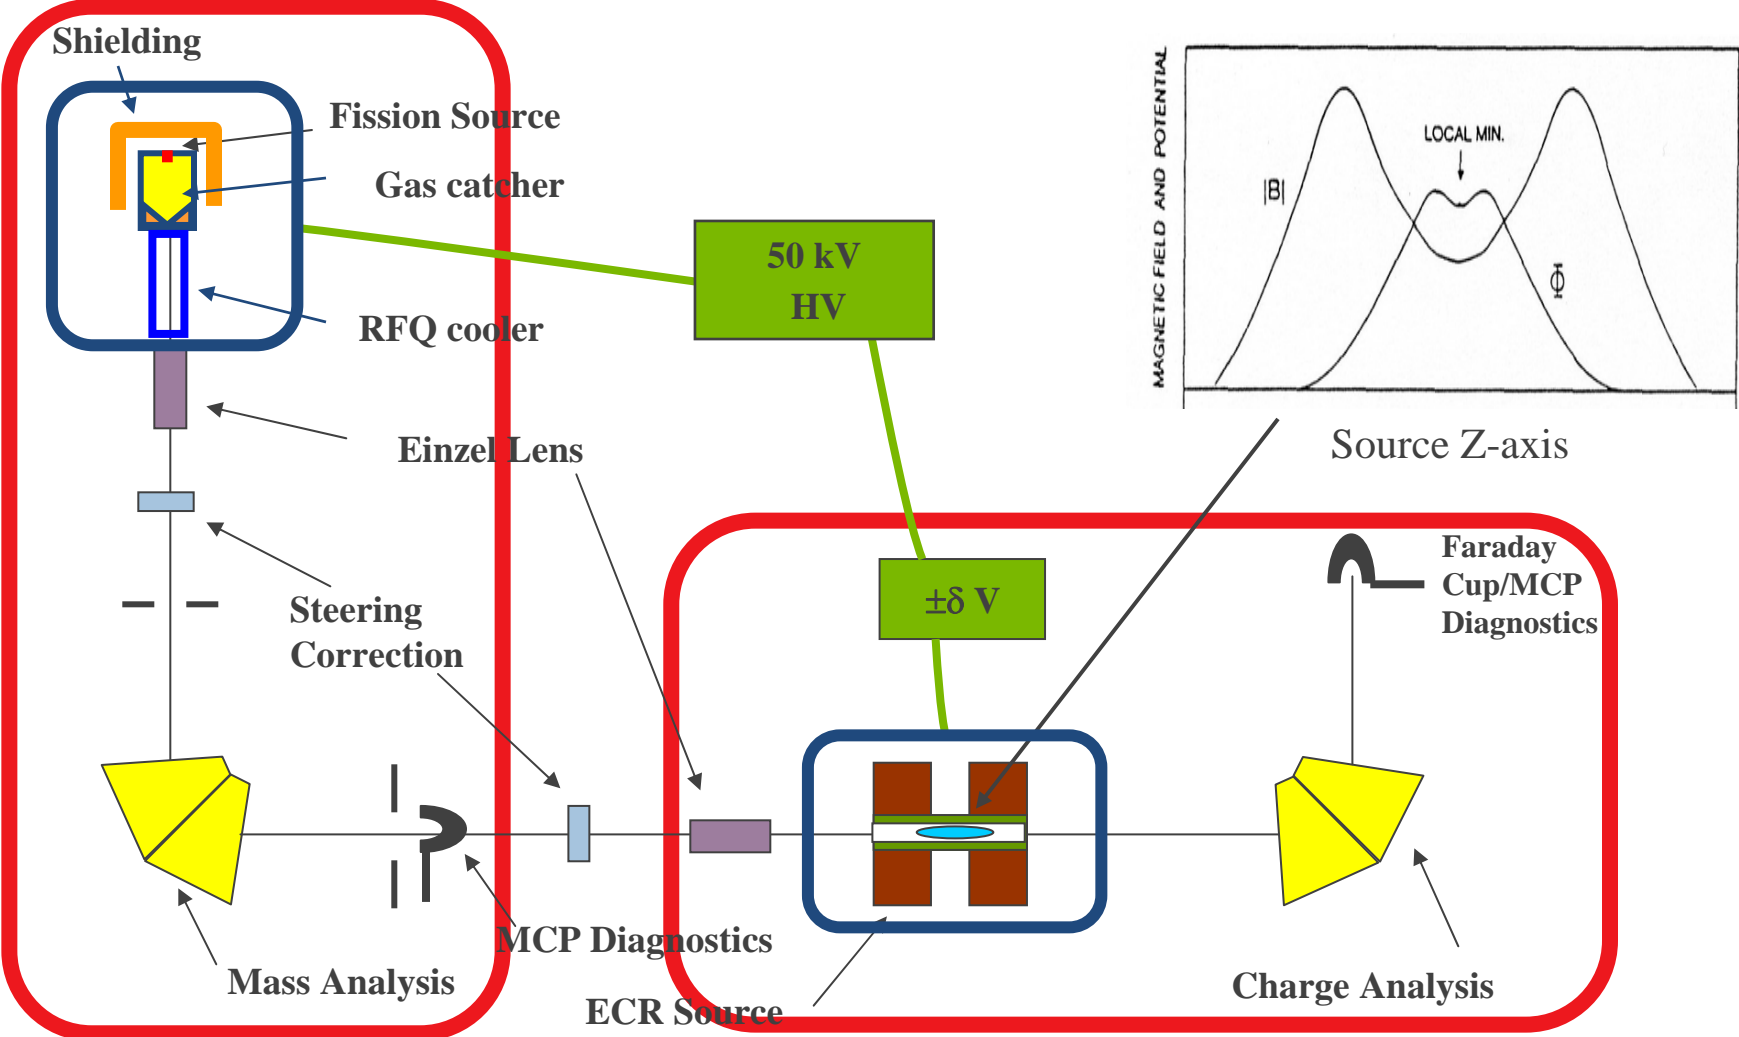 Shielding
Fission Source
Gas catcher
RFQ cooler
Einzel Lens
Steering
Correction
Mass Analysis
MCP Diagnostics
ECR Source
50 kV
HV
±δ V
MAGNETIC FIELD AND POTENTIAL
|B|
LOCAL MIN.
Φ
Source Z-axis
Faraday
Cup/MCP
Diagnostics
Charge Analysis